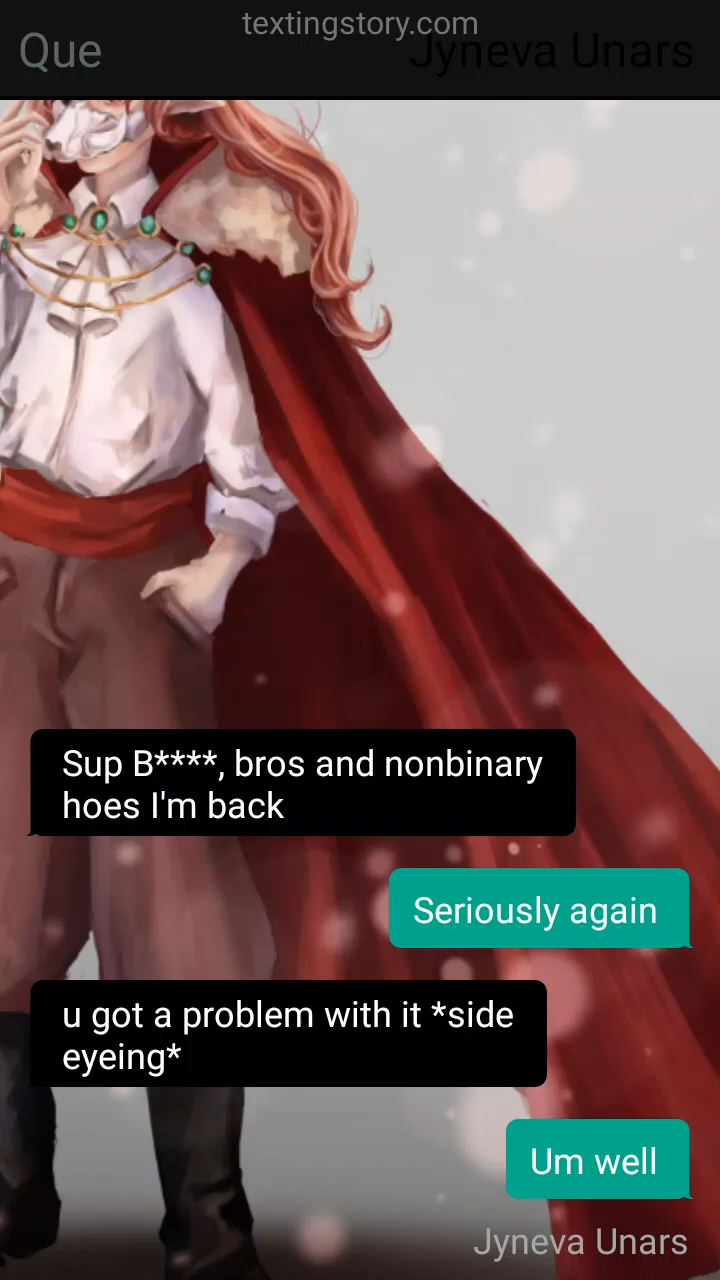 textingstory.com
Que
Jyneva Unars
Sup B****, bros and nonbinary
hoes I'm back
Seriously again
u got a problem with it *side
eyeing*
Um well
Jyneva Unars